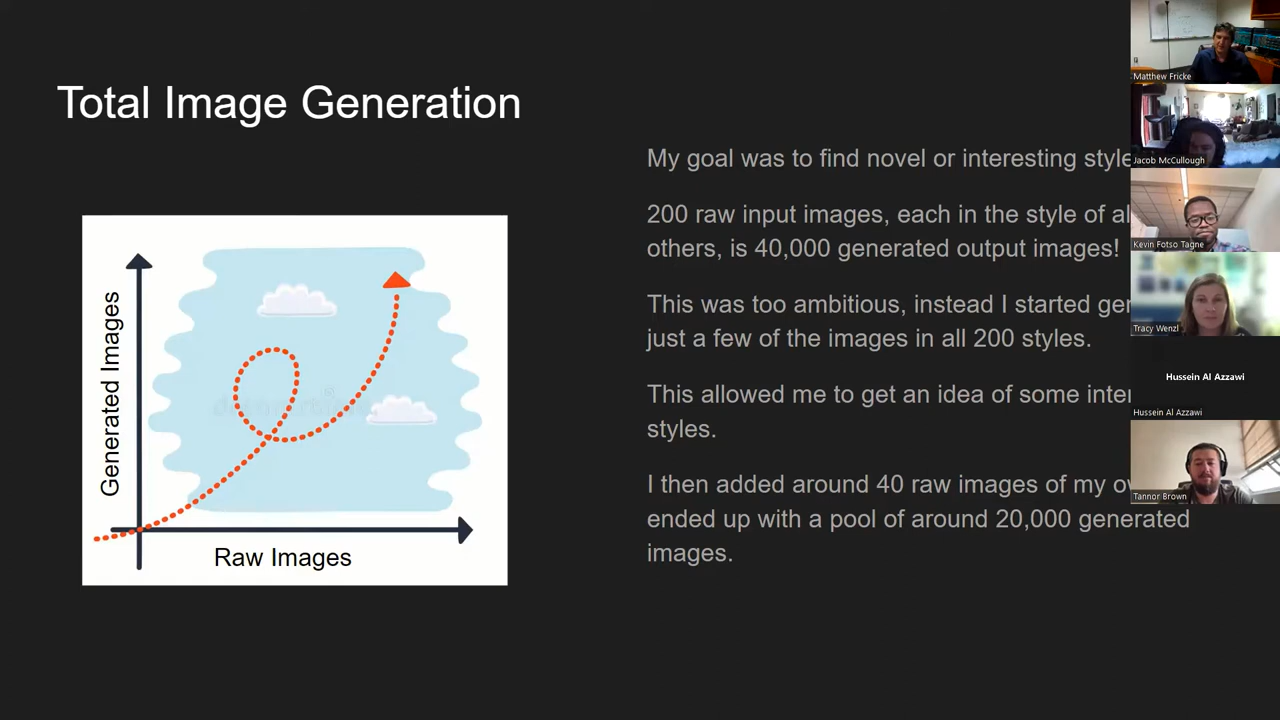 Total Image Generation
Generated Images
Raw Images
My goal was to find novel or interesting style
200 raw input images, each in the style of al
others, is 40,000 generated output images!
This was too ambitious, instead I started ge
just a few of the images in all 200 styles.
This allowed me to get an idea of some inte
styles.
I then added around 40 raw images of my o
ended up with a pool of around 20,000 generated
images.
Matthew Fricke
Jacob McCullough
Kevin Fotso Tagne
Tracy Wenzl
Hussein Al Azzawi
Hussein Al Azzawi
Tannor Brown